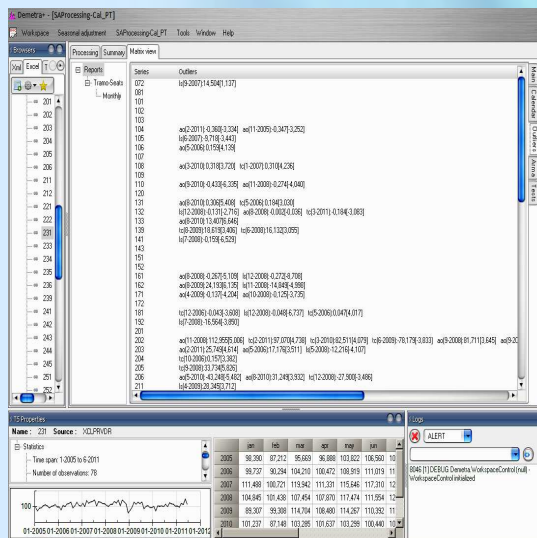 Demetra+ - [SAProcessing-Cal_PT]
Workspace Seasonal adjustment SAProcessing-Cal_PT Tools Window Help
Browsers
Xml Excel T
Processing Summary Matrix view
201
202
203
204
205
206
211
212
220
221
222
231
233
234
235
236
239
241
242
243
244
245
251
252
Reports
Tramo-Seats
Monthly
Series Outliers
072 ls(9-2007);14,504[1,137]
081
101
102
103
104 ao(2-2011);-0,360[-3,334] ao(11-2005);-0,347[-3,252]
105 ls(6-2007);-9,718[-3,443]
106 ao(5-2006);0,159[4,139]
107
108 ao(3-2010);0,318[3,720] tc(1-2007);0,310[4,236]
109
110 ao(9-2010);-0,433[-6,335] ao(11-2008);-0,274[-4,040]
120
131 ao(8-2010);0,306[5,408] tc(5-2006);0,184[3,030]
132 ls(12-2008);-0,131[-2,716] ao(8-2008);-0,002[-0,036] tc(3-2011);-0,184[-3,083]
133 ao(8-2010);13,407[6,646]
139 tc(8-2009);18,619[3,406] tc(6-2008);16,132[3,055]
141 ls(7-2008);-0,159[-6,529]
143
151
152
161 ao(8-2008);-0,267[-5,109] ls(12-2008);-0,272[-8,708]
162 ao(8-2009);24,193[6,135] ls(11-2008);-14,849[-4,998]
171 ao(4-2009);-0,137[-4,204] ao(10-2008);-0,125[-3,735]
172
181 tc(12-2006);-0,043[-3,608] ls(12-2008);-0,048[-6,737] tc(5-2006);0,047[4,017]
192 ls(7-2008);-16,564[-3,850]
201
202 ao(11-2008);112,955[5,006] tc(2-2011);97,070[4,738] tc(3-2010);82,511[4,079] tc(6-2009);-78,179[-3,833] ao(9-2008);81,711[3,645]
203 ao(2-2011);25,749[4,614] ao(5-2006);17,176[3,511] ls(5-2008);-12,216[-4,107]
204 tc(10-2006);0,157[3,382]
205 tc(9-2008);33,734[5,826]
206 ao(5-2010);-43,248[-5,482] ao(8-2010);31,249[3,932] tc(12-2008);-27,900[-3,486]
211 ls(4-2009);28,345[3,712]
Main
Calendar
Outliers
Arma
Tests
TS Properties
Name : 231 Source : XCLPRVDR
Statistics
Time span: 1-2005 to 6-2011
Number of observations: 78
100
01-2005 01-2006 01-2007 01-2008 01-2009 01-2010 01-2011 01-2012
jan feb mar apr may jun
2005 98,390 87,212 95,669 96,888 103,822 106,560 10
2006 99,737 90,294 104,210 100,472 108,919 111,019 11
2007 111,488 100,721 119,942 111,331 115,646 117,310 12
2008 104,845 101,438 107,454 107,870 117,474 111,554 12
2009 89,307 99,308 114,704 108,480 114,267 110,392 11
2010 101,237 87,148 103,285 101,637 103,299 100,440 10
Logs
ALERT
8046 [1] DEBUG Demetra.WorkspaceControl (null) -
WorkspaceControl initialized